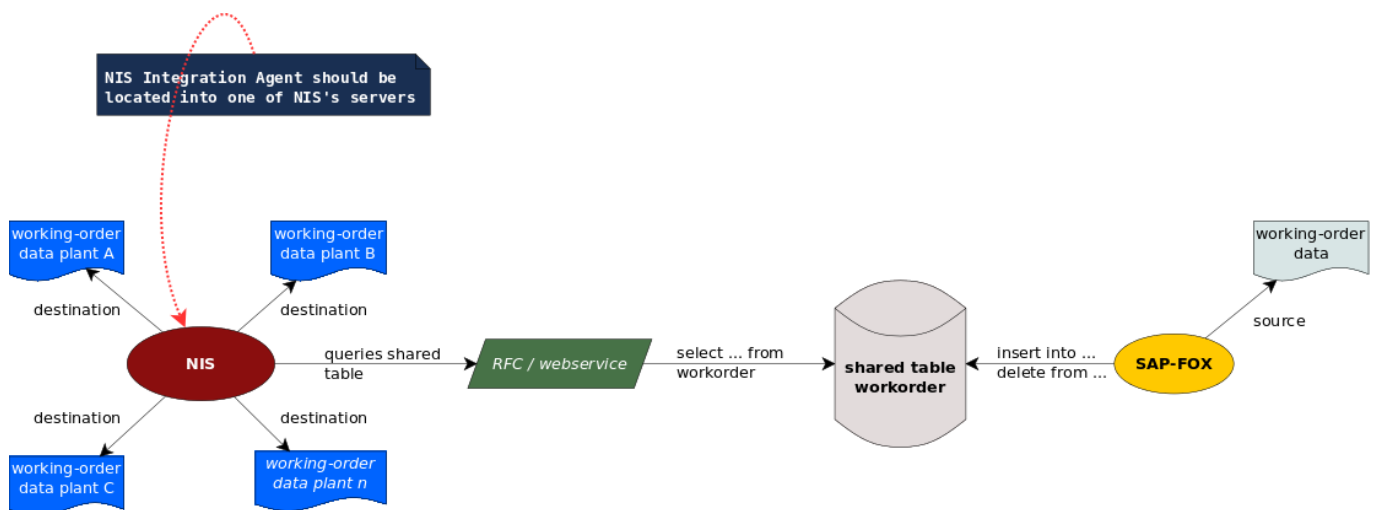 NIS Integration Agent should be
located into one of NIS's servers
working-order
data plant A
working-order
data plant B
working-order
data
destination
destination
source
NIS
queries shared
table
RFC / webservice
select ... from
workorder
shared table
workorder
insert into ...
delete from ...
SAP-FOX
destination
destination
working-order
data plant C
working-order
data plant n